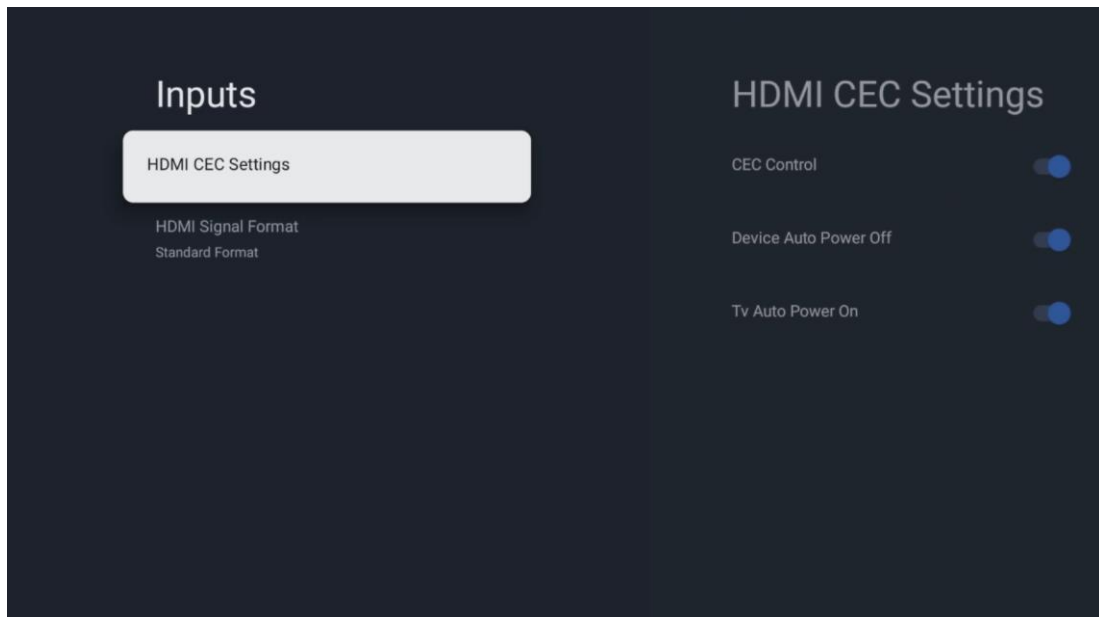 Inputs
HDMI CEC Settings
HDMI Signal Format
Standard Format
HDMI CEC Settings
CEC Control
Device Auto Power Off
Tv Auto Power On